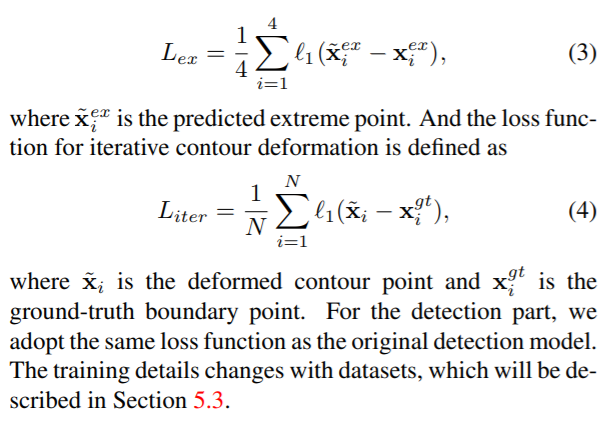 L_{ex} = \frac{1}{4} \sum_{i=1}^{4} \ell_1(\tilde{\mathbf{x}}_i^{ex} - \mathbf{x}_i^{ex}), (3)
where \tilde{\mathbf{x}}_i^{ex} is the predicted extreme point. And the loss func-
tion for iterative contour deformation is defined as
L_{iter} = \frac{1}{N} \sum_{i=1}^{N} \ell_1(\tilde{\mathbf{x}}_i - \mathbf{x}_i^{gt}), (4)
where \tilde{\mathbf{x}}_i is the deformed contour point and \mathbf{x}_i^{gt} is the
ground-truth boundary point. For the detection part, we
adopt the same loss function as the original detection model.
The training details changes with datasets, which will be de-
scribed in Section 5.3.